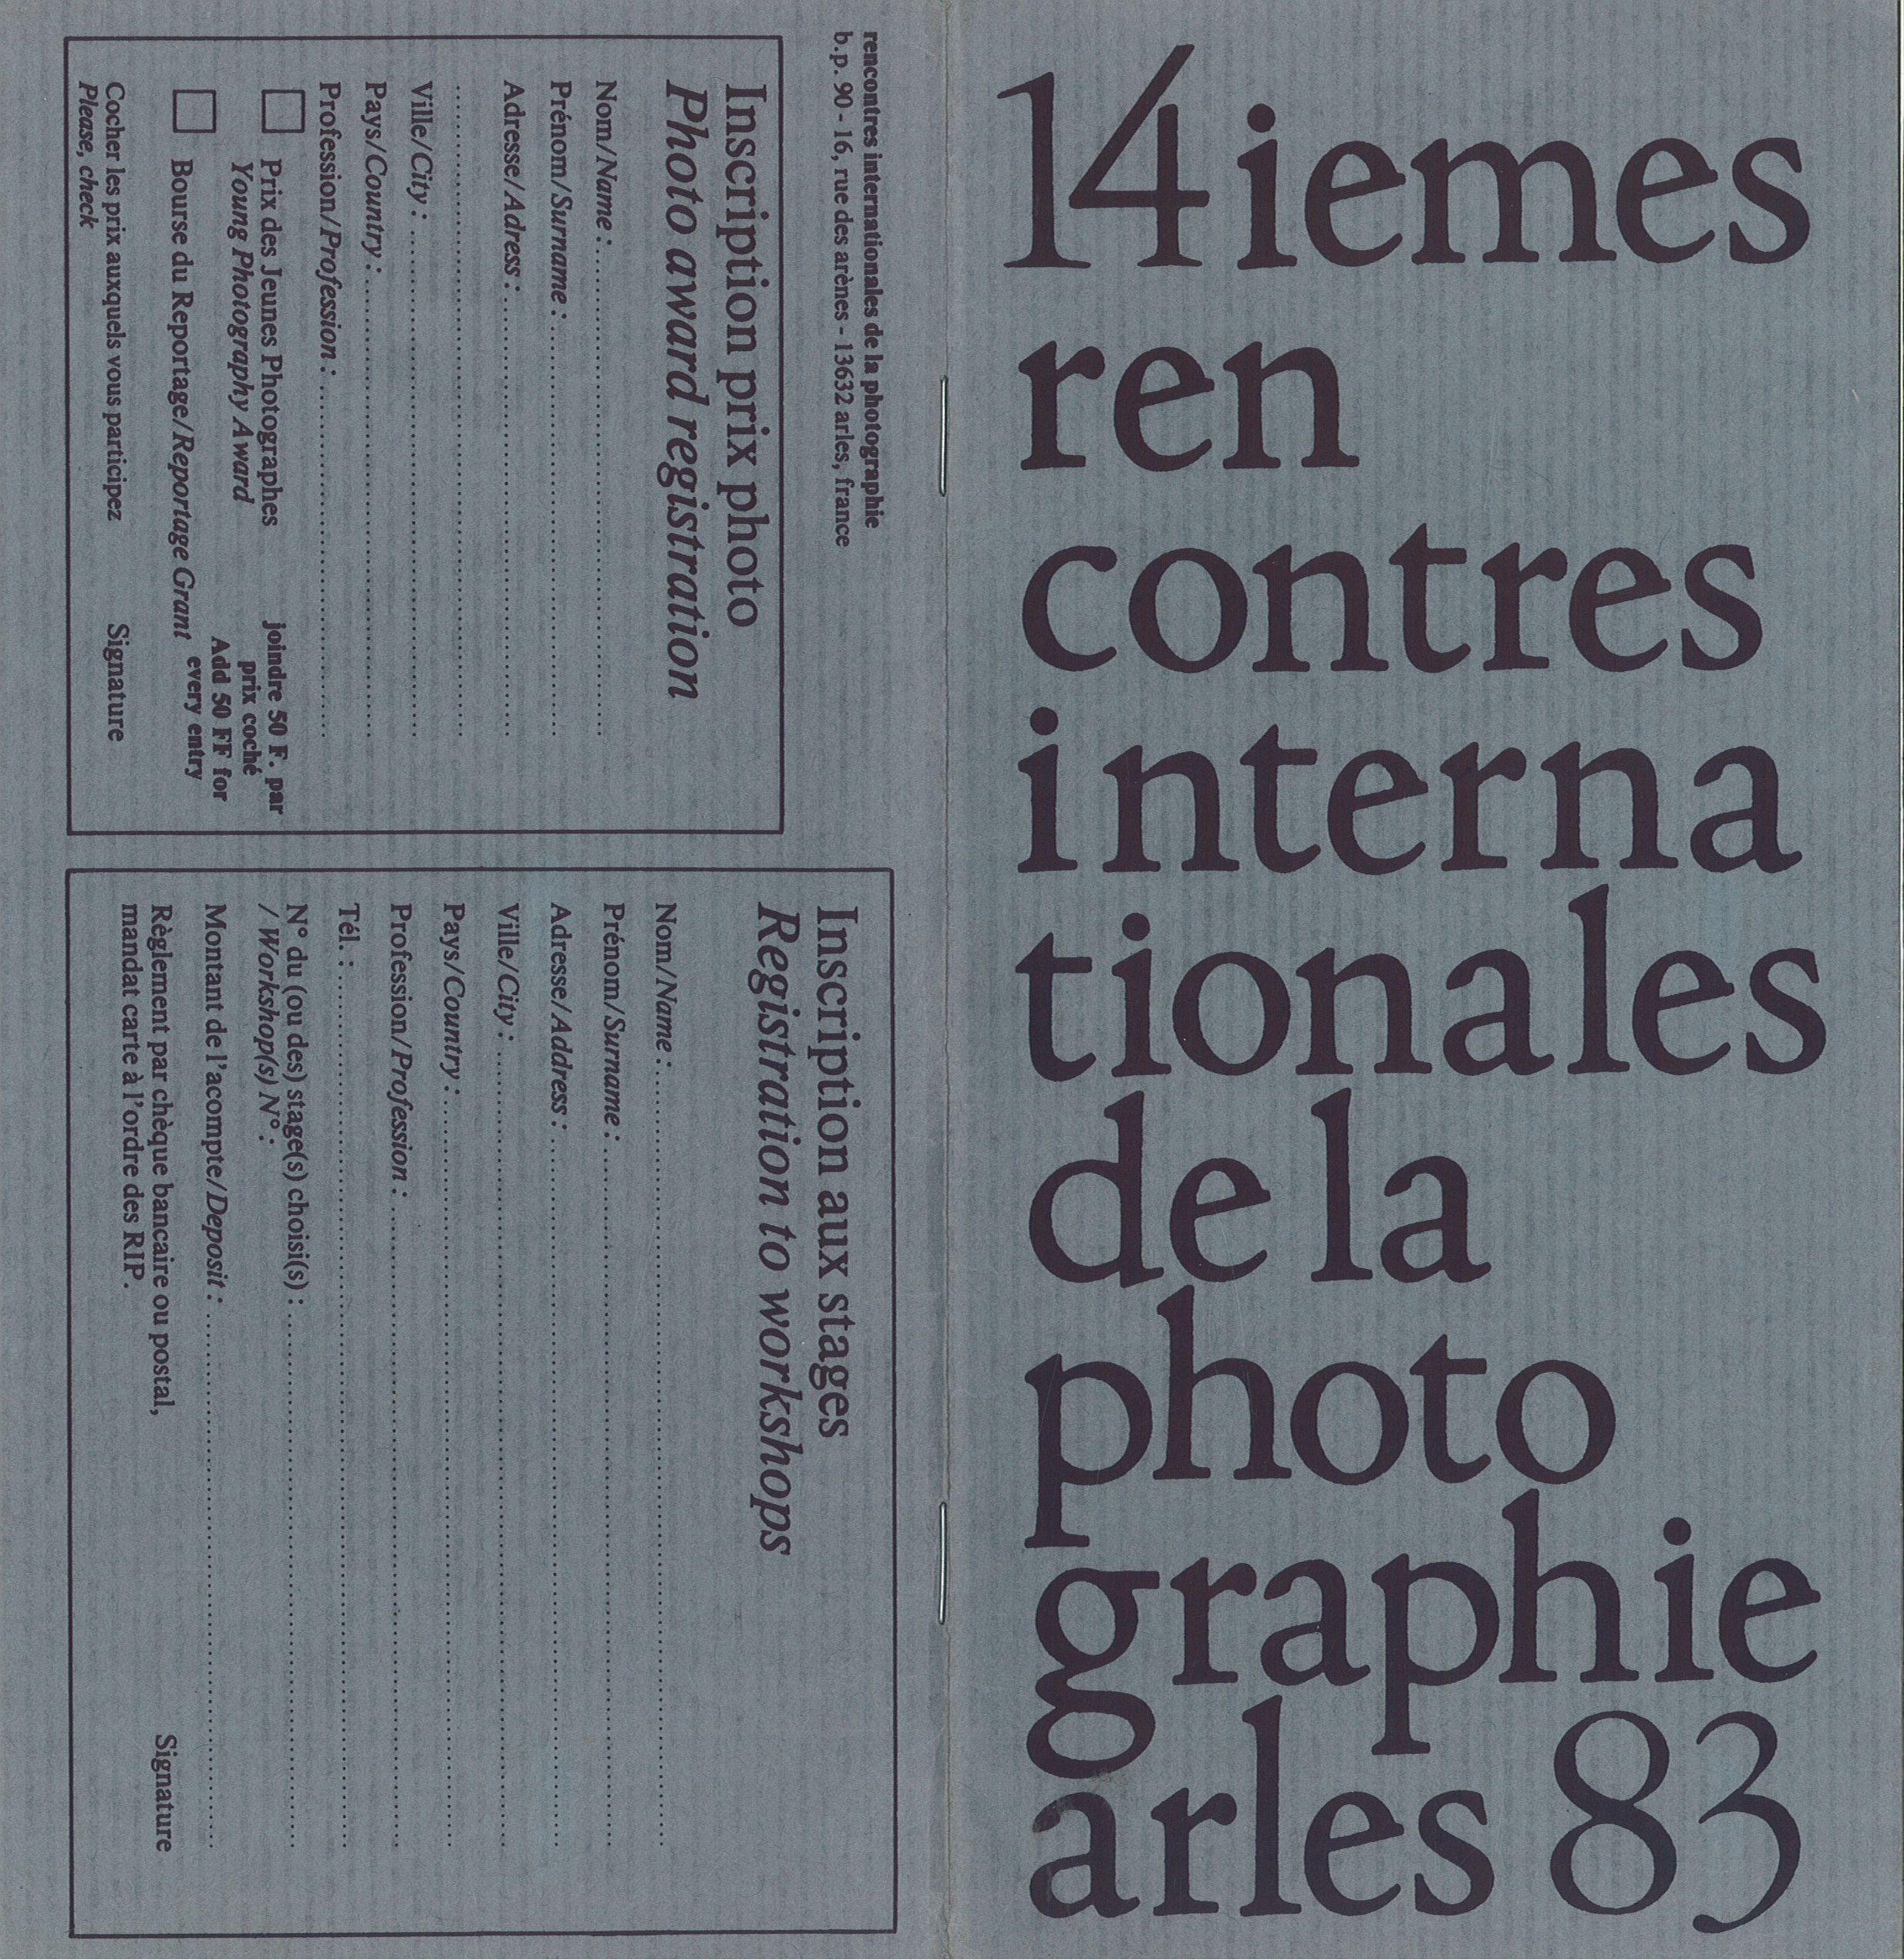 14 iemes
ren
contres
interna
tionales
de la
photo
graphie
arles 83
rencontres internationales de la photographie
b.p. 90 - 16, rue des arènes - 13632 arles, france
Inscription prix photo
Photo award registration
Nom/Name :
Prénom/Surname :
Adresse/Adress :
Ville/City :
Pays/Country :
Profession/Profession :
Prix des Jeunes Photographes
Young Photography Award
Bourse du Reportage/Reportage Grant
joindre 50 F. par
prix coché
Add 50 FF for
every entry
Cocher les prix auxquels vous participez
Please, check
Signature
Inscription aux stages
Registration to workshops
Nom/Name :
Prénom/Surname :
Adresse/Address :
Ville/City :
Pays/Country :
Profession/Profession :
Tél. :
N° du (ou des) stage(s) choisi(s) :
/ Workshop(s) N° :
Montant de l'acompte/Deposit :
Règlement par chèque bancaire ou postal,
mandat carte à l'ordre des RIP.
Signature